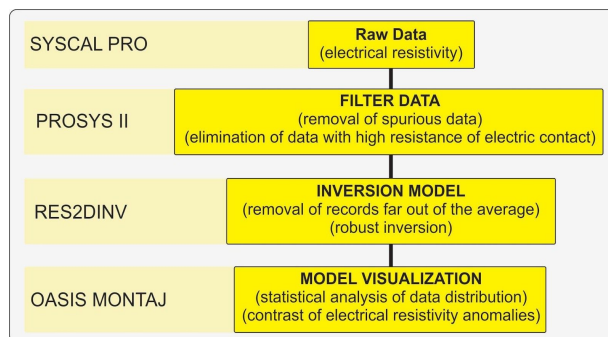 SYSCAL PRO
Raw Data
(electrical resistivity)
PROSYS II
FILTER DATA
(removal of spurious data)
(elimination of data with high resistance of electric contact)
RES2DINV
INVERSION MODEL
(removal of records far out of the average)
(robust inversion)
OASIS MONTAJ
MODEL VISUALIZATION
(statistical analysis of data distribution)
(contrast of electrical resistivity anomalies)